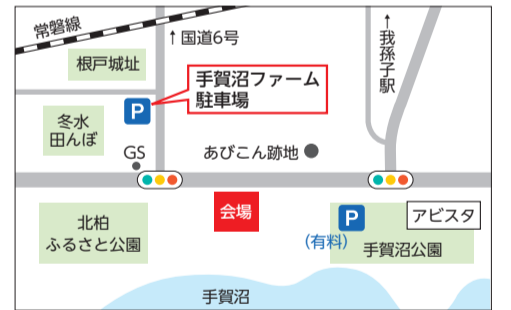 常磐線
↑国道6号
↑我孫子駅
根戸城址
手賀沼ファーム
駐車場
P
冬水
田んぼ
GS
あびこん跡地
会場
北柏
ふるさと公園
P
(有料)
アビスタ
手賀沼公園
手賀沼